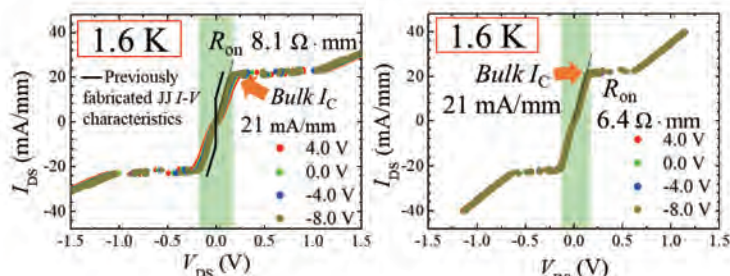 1.6 K
R_on 8.1 Ω·mm
Previously
fabricated JJ I-V
characteristics
Bulk I_C
21 mA/mm
4.0 V
0.0 V
-4.0 V
-8.0 V
I_DS (mA/mm)
40
20
0
-20
-40
-1.5 -1.0 -0.5 0.0 0.5 1.0 1.5
V_DS (V)
1.6 K
Bulk I_C
21 mA/mm
R_on
6.4 Ω·mm
4.0 V
0.0 V
-4.0 V
-8.0 V
I_DS (mA/mm)
40
20
0
-20
-40
-1.5 -1.0 -0.5 0.0 0.5 1.0 1.5
V_DS (V)